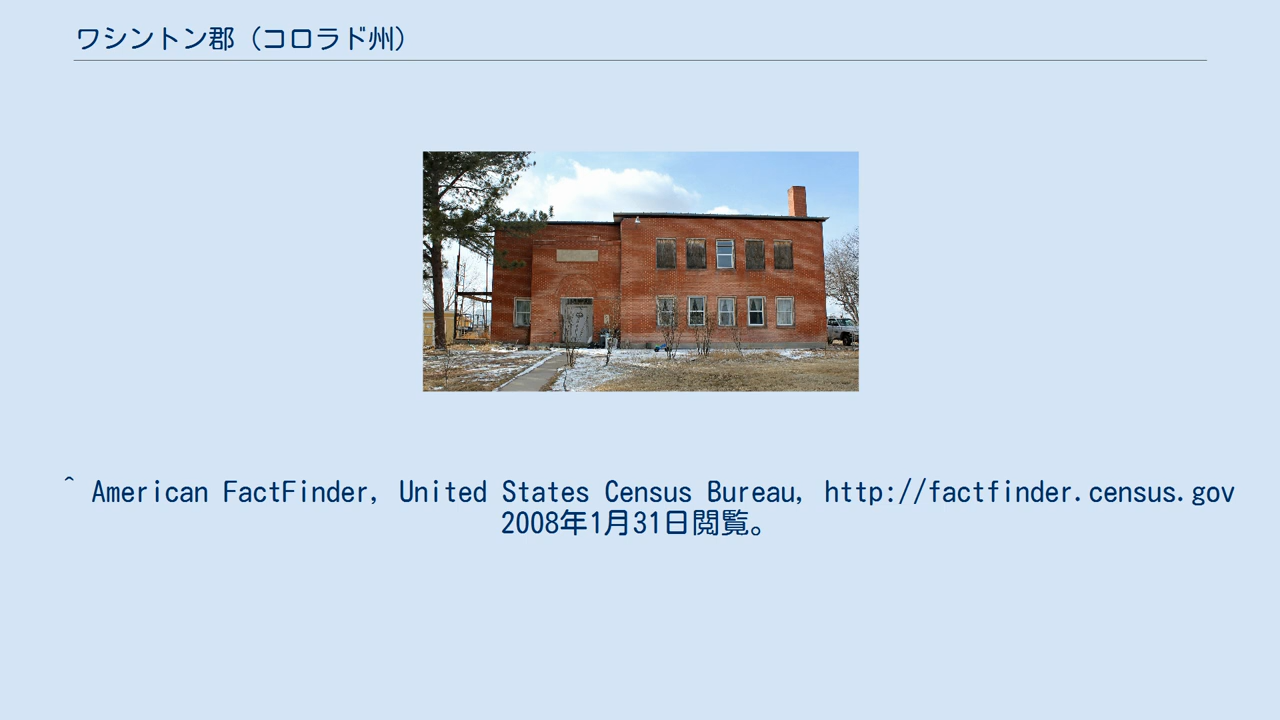 ワシントン郡（コロラド州）
^ American FactFinder, United States Census Bureau, http://factfinder.census.gov
2008年1月31日閲覧。